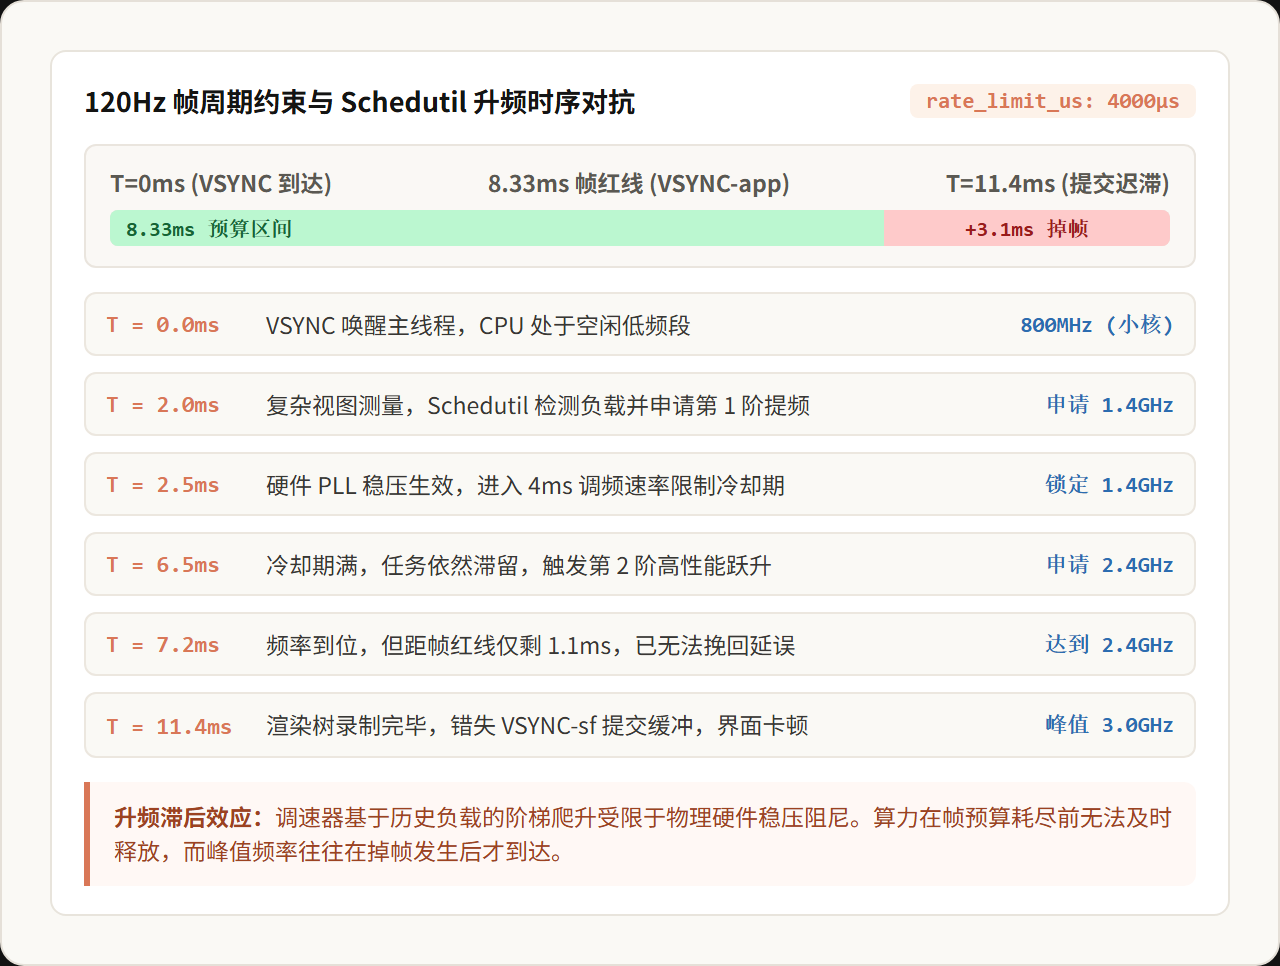 120Hz 帧周期约束与 Schedutil 升频时序对抗
rate_limit_us: 4000μs
T=0ms (VSYNC 到达)
8.33ms 帧红线 (VSYNC-app)
T=11.4ms (提交迟滞)
8.33ms 预算区间
+3.1ms 掉帧
T = 0.0ms
VSYNC 唤醒主线程，CPU 处于空闲低频段
800MHz (小核)
T = 2.0ms
复杂视图测量，Schedutil 检测负载并申请第 1 阶提频
申请 1.4GHz
T = 2.5ms
硬件 PLL 稳压生效，进入 4ms 调频速率限制冷却期
锁定 1.4GHz
T = 6.5ms
冷却期满，任务依然滞留，触发第 2 阶高性能跃升
申请 2.4GHz
T = 7.2ms
频率到位，但距帧红线仅剩 1.1ms，已无法挽回延误
达到 2.4GHz
T = 11.4ms
渲染树录制完毕，错失 VSYNC-sf 提交缓冲，界面卡顿
峰值 3.0GHz
升频滞后效应：调速器基于历史负载的阶梯爬升受限于物理硬件稳压阻尼。算力在帧预算耗尽前无法及时
释放，而峰值频率往往在掉帧发生后才到达。